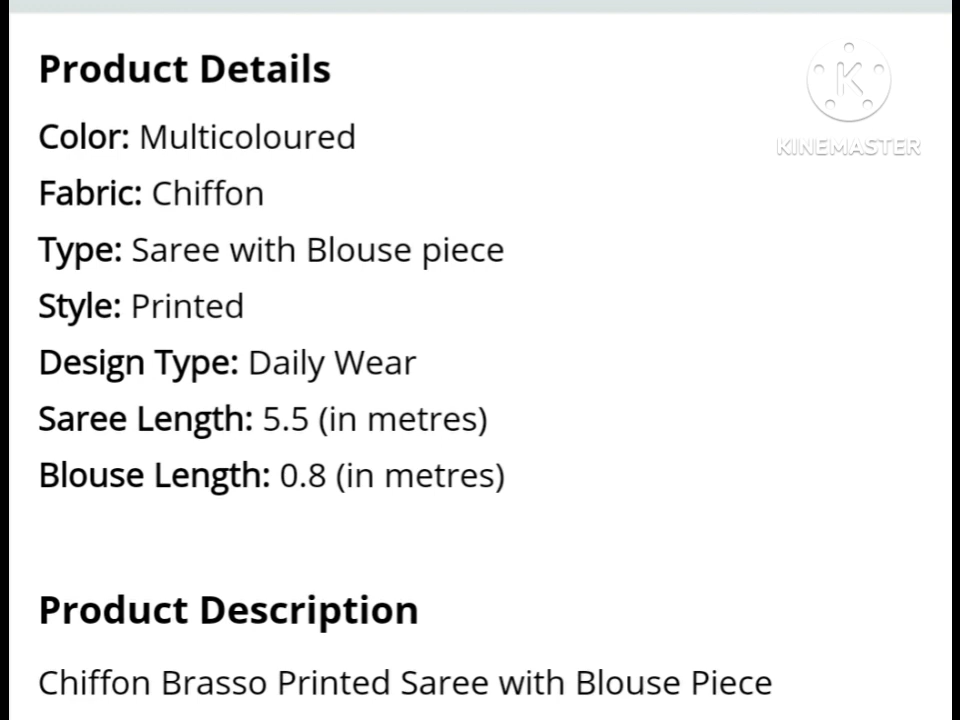 Product Details
K
KINEMASTER
Color: Multicoloured
Fabric: Chiffon
Type: Saree with Blouse piece
Style: Printed
Design Type: Daily Wear
Saree Length: 5.5 (in metres)
Blouse Length: 0.8 (in metres)
Product Description
Chiffon Brasso Printed Saree with Blouse Piece